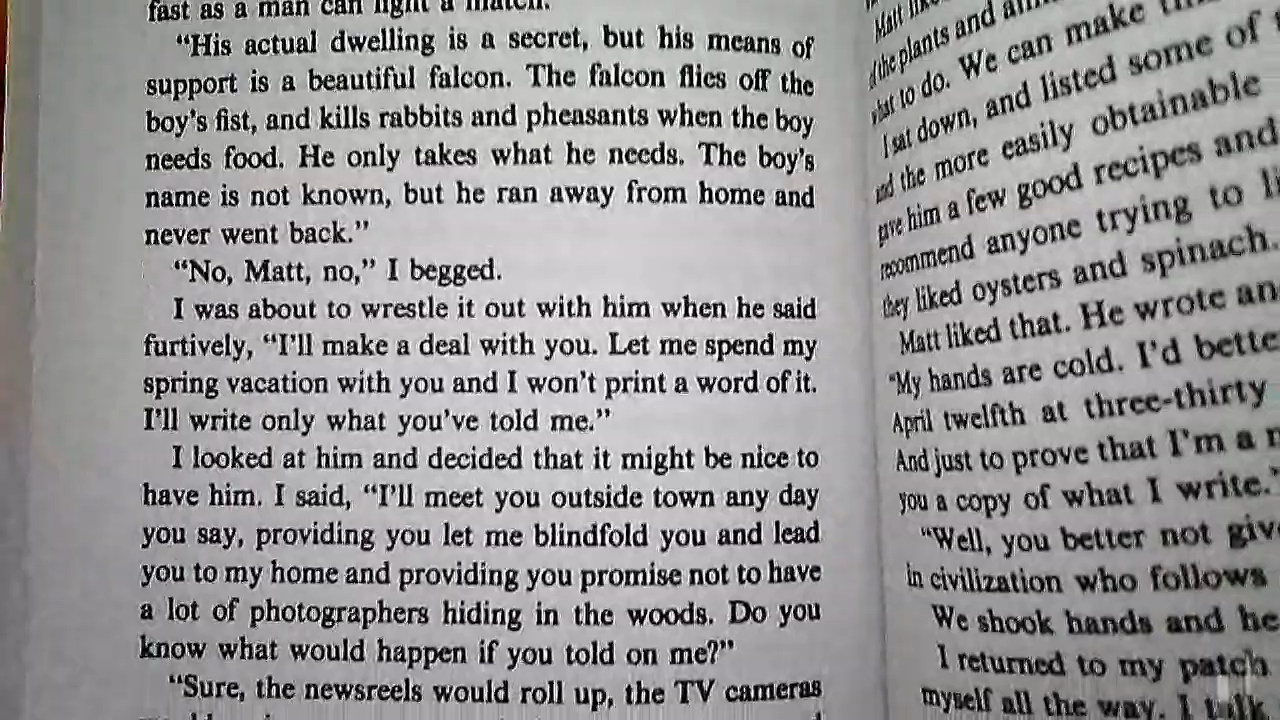 fast as a man can light a match.
“His actual dwelling is a secret, but his means of
support is a beautiful falcon. The falcon flies off the
boy's fist, and kills rabbits and pheasants when the boy
needs food. He only takes what he needs. The boy's
name is not known, but he ran away from home and
never went back.”
“No, Matt, no,” I begged.
I was about to wrestle it out with him when he said
furtively, “I'll make a deal with you. Let me spend my
spring vacation with you and I won't print a word of it.
I'll write only what you've told me.”
I looked at him and decided that it might be nice to
have him. I said, “I'll meet you outside town any day
you say, providing you let me blindfold you and lead
you to my home and providing you promise not to have
a lot of photographers hiding in the woods. Do you
know what would happen if you told on me?”
“Sure, the newsreels would roll up, the TV cameras
Matt
the plants and
what to do. We can make
I sat down, and listed some of
and the more easily obtainable
gave him a few good recipes and
recommend anyone trying to
they liked oysters and spinach.
Matt liked that. He wrote
“My hands are cold. I'd
April twelfth at three-thirty
And just to prove that I'm a
you a copy of what I write.”
“Well, you better not
in civilization who follows
We shook hands and he
I returned to my patch
myself all the way. I talk